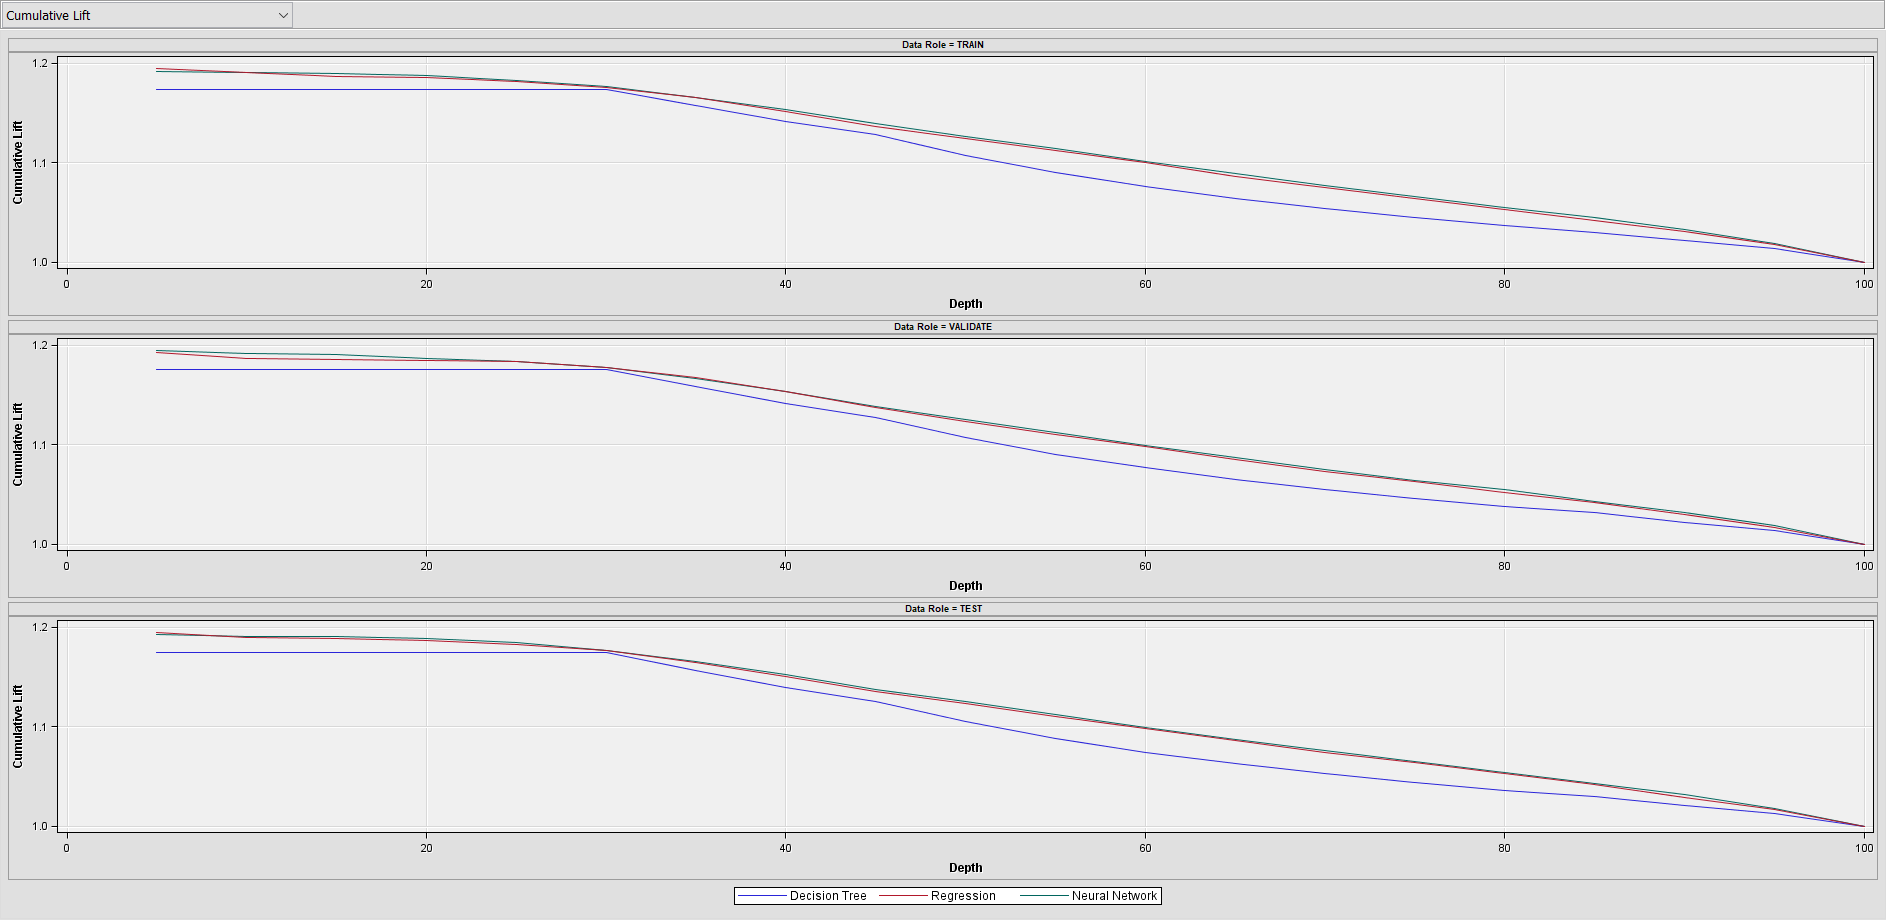 Cumulative Lift
Data Role = TRAIN
1.2
1.1
1.0
Cumulative Lift
0 20 40 60 80 100
Depth
Data Role = VALIDATE
1.2
1.1
1.0
Cumulative Lift
0 20 40 60 80 100
Depth
Data Role = TEST
1.2
1.1
1.0
Cumulative Lift
0 20 40 60 80 100
Depth
Decision Tree Regression Neural Network